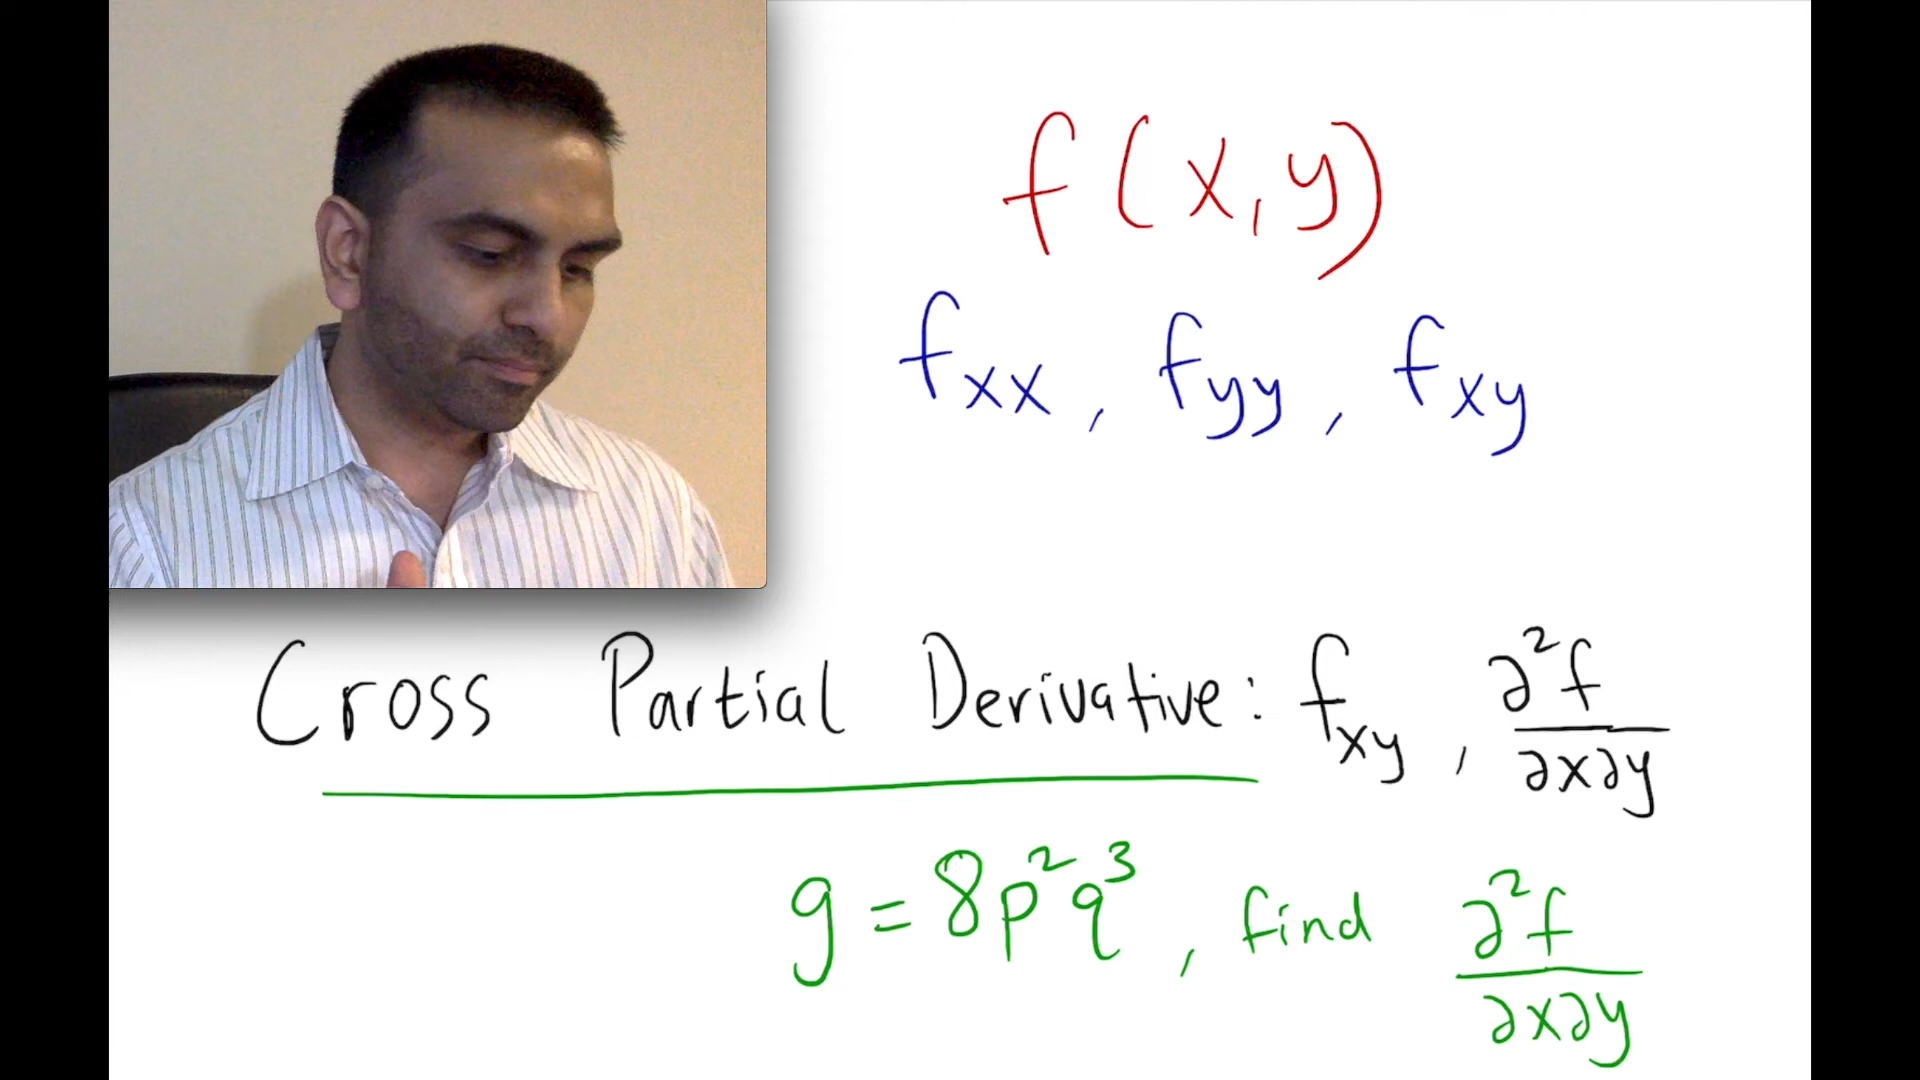 f(x,y)
fxx, fyy, fxy
Cross Partial Derivative: fxy, ∂²f/∂x∂y
g = 8p²q³, find ∂²f/∂x∂y